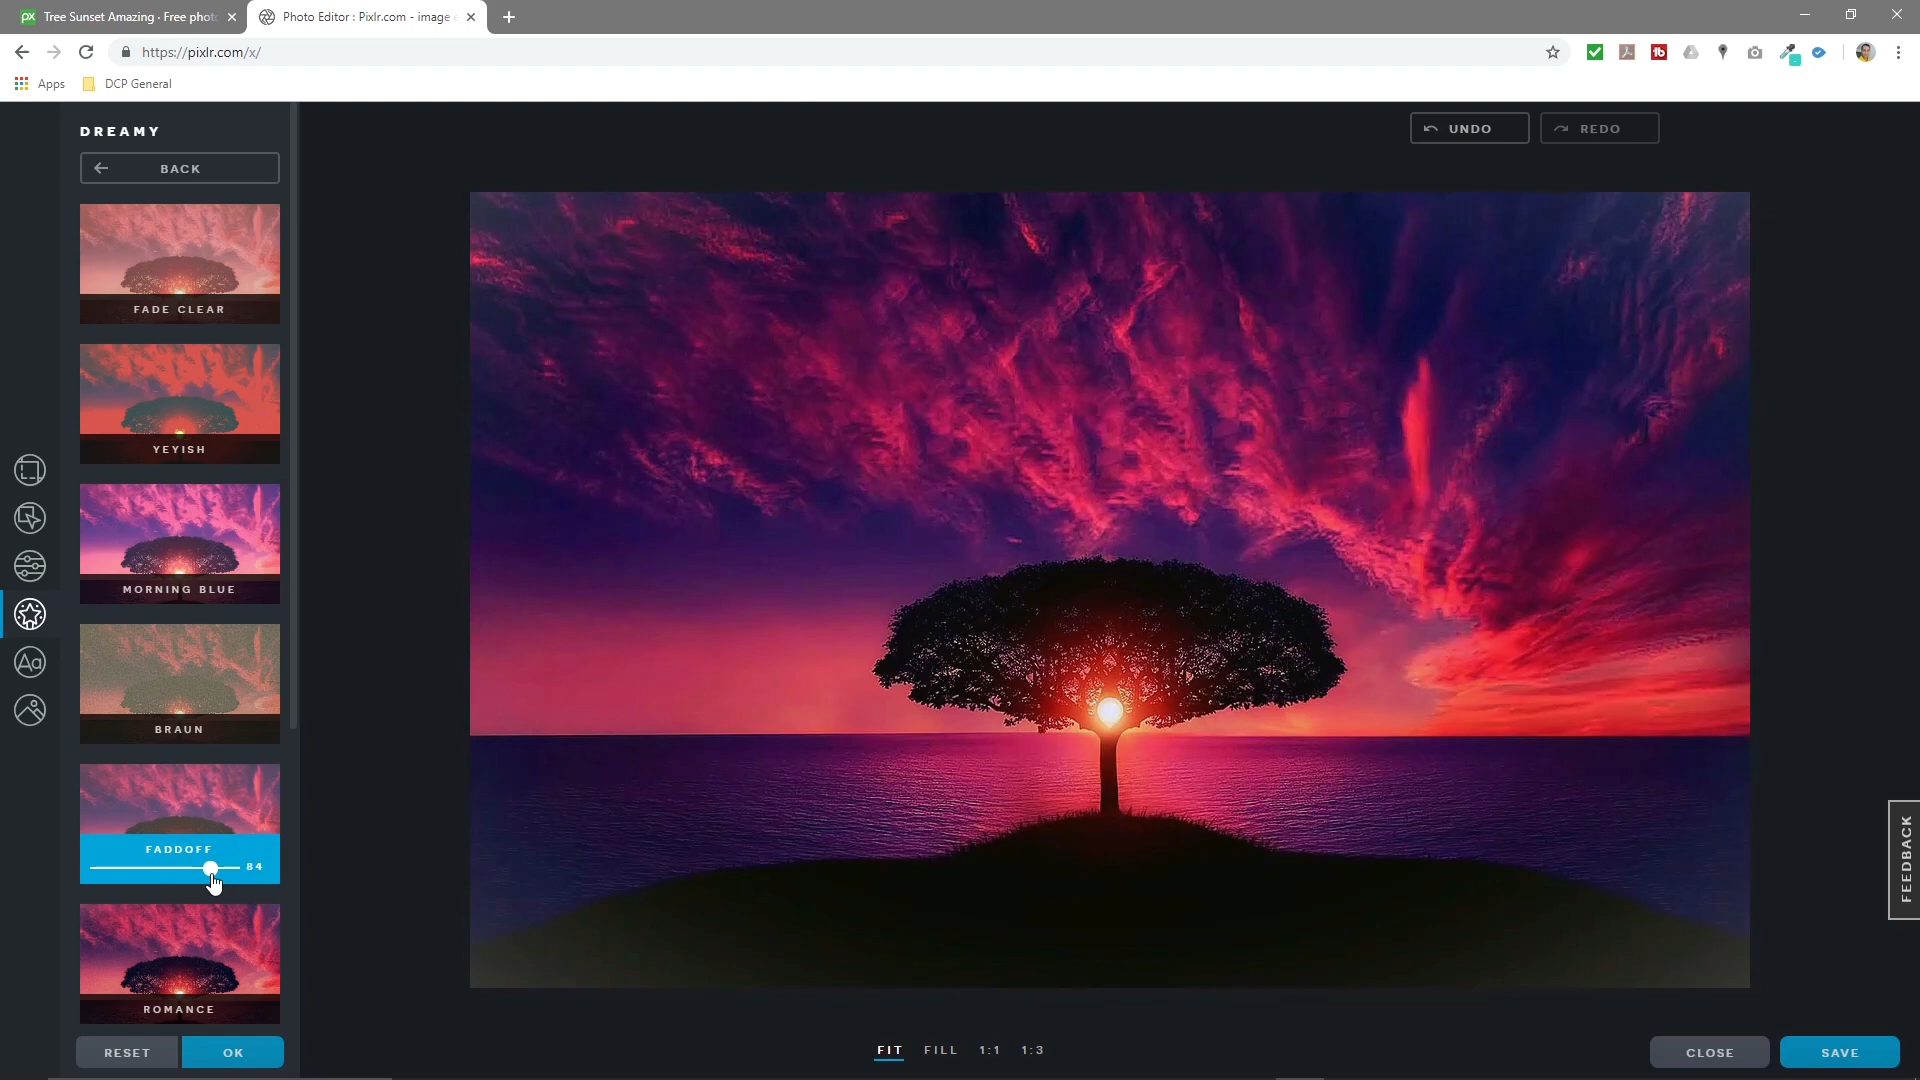 Tree Sunset Amazing · Free phot
Photo Editor : Pixlr.com - image e
https://pixlr.com/x/
Apps
DCP General
DREAMY
BACK
UNDO
REDO
FADE CLEAR
YEYISH
MORNING BLUE
BRAUN
FADDOFF
84
ROMANCE
Aa
FEEDBACK
RESET
OK
FIT
FILL
1:1
1:3
CLOSE
SAVE